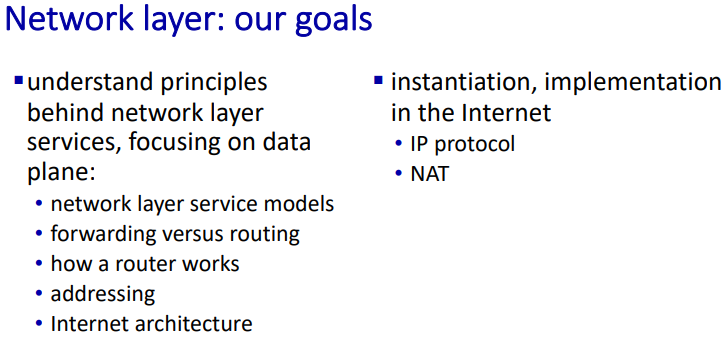 Network layer: our goals
▪ understand principles
behind network layer
services, focusing on data
plane:
• network layer service models
• forwarding versus routing
• how a router works
• addressing
• Internet architecture
▪ instantiation, implementation
in the Internet
• IP protocol
• NAT